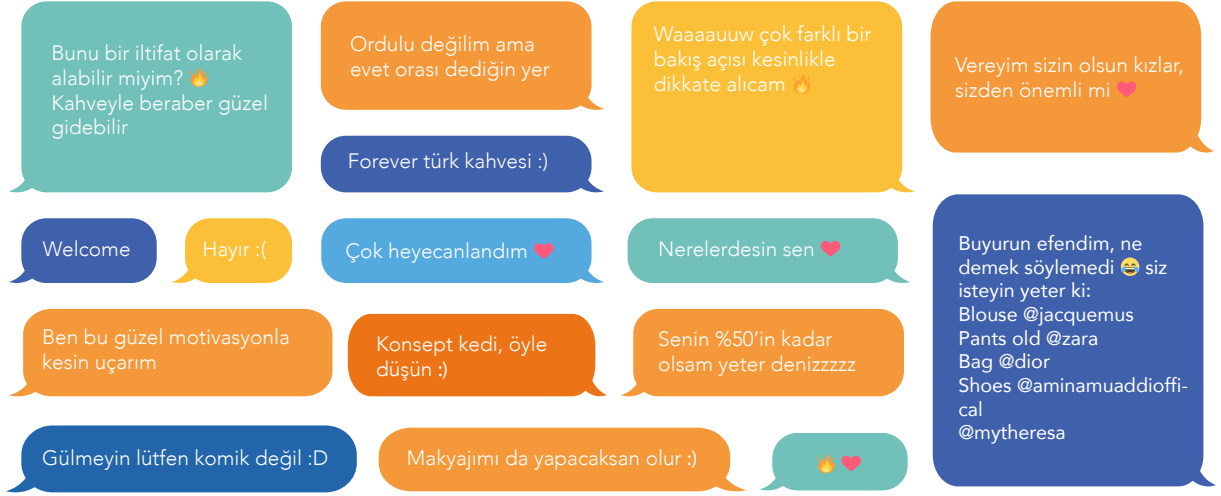 Bunu bir iltifat olarak
alabilir miyim? 🔥
Kahveyle beraber güzel
gidebilir
Ordulu değilim ama
evet orası dediğin yer
Waaaauuw çok farklı bir
bakış açısı kesinlikle
dikkate alıcam 🔥
Vereyim sizin olsun kızlar,
sizden önemli mi ❤
Forever türk kahvesi :)
Welcome
Hayır :(
Çok heyecanlandım ❤
Nerelerdesin sen ❤
Buyurun efendim, ne
demek söylemedi 😂 siz
isteyin yeter ki:
Blouse @jacquemus
Pants old @zara
Bag @dior
Shoes @aminamuaddioffi-
cal
@mytheresa
Ben bu güzel motivasyonla
kesin uçarım
Konsept kedi, öyle
düşün :)
Senin %50’in kadar
olsam yeter denizzzzz
Gülmeyin lütfen komik değil :D
Makyajımı da yapacaksan olur :)
🔥 ❤